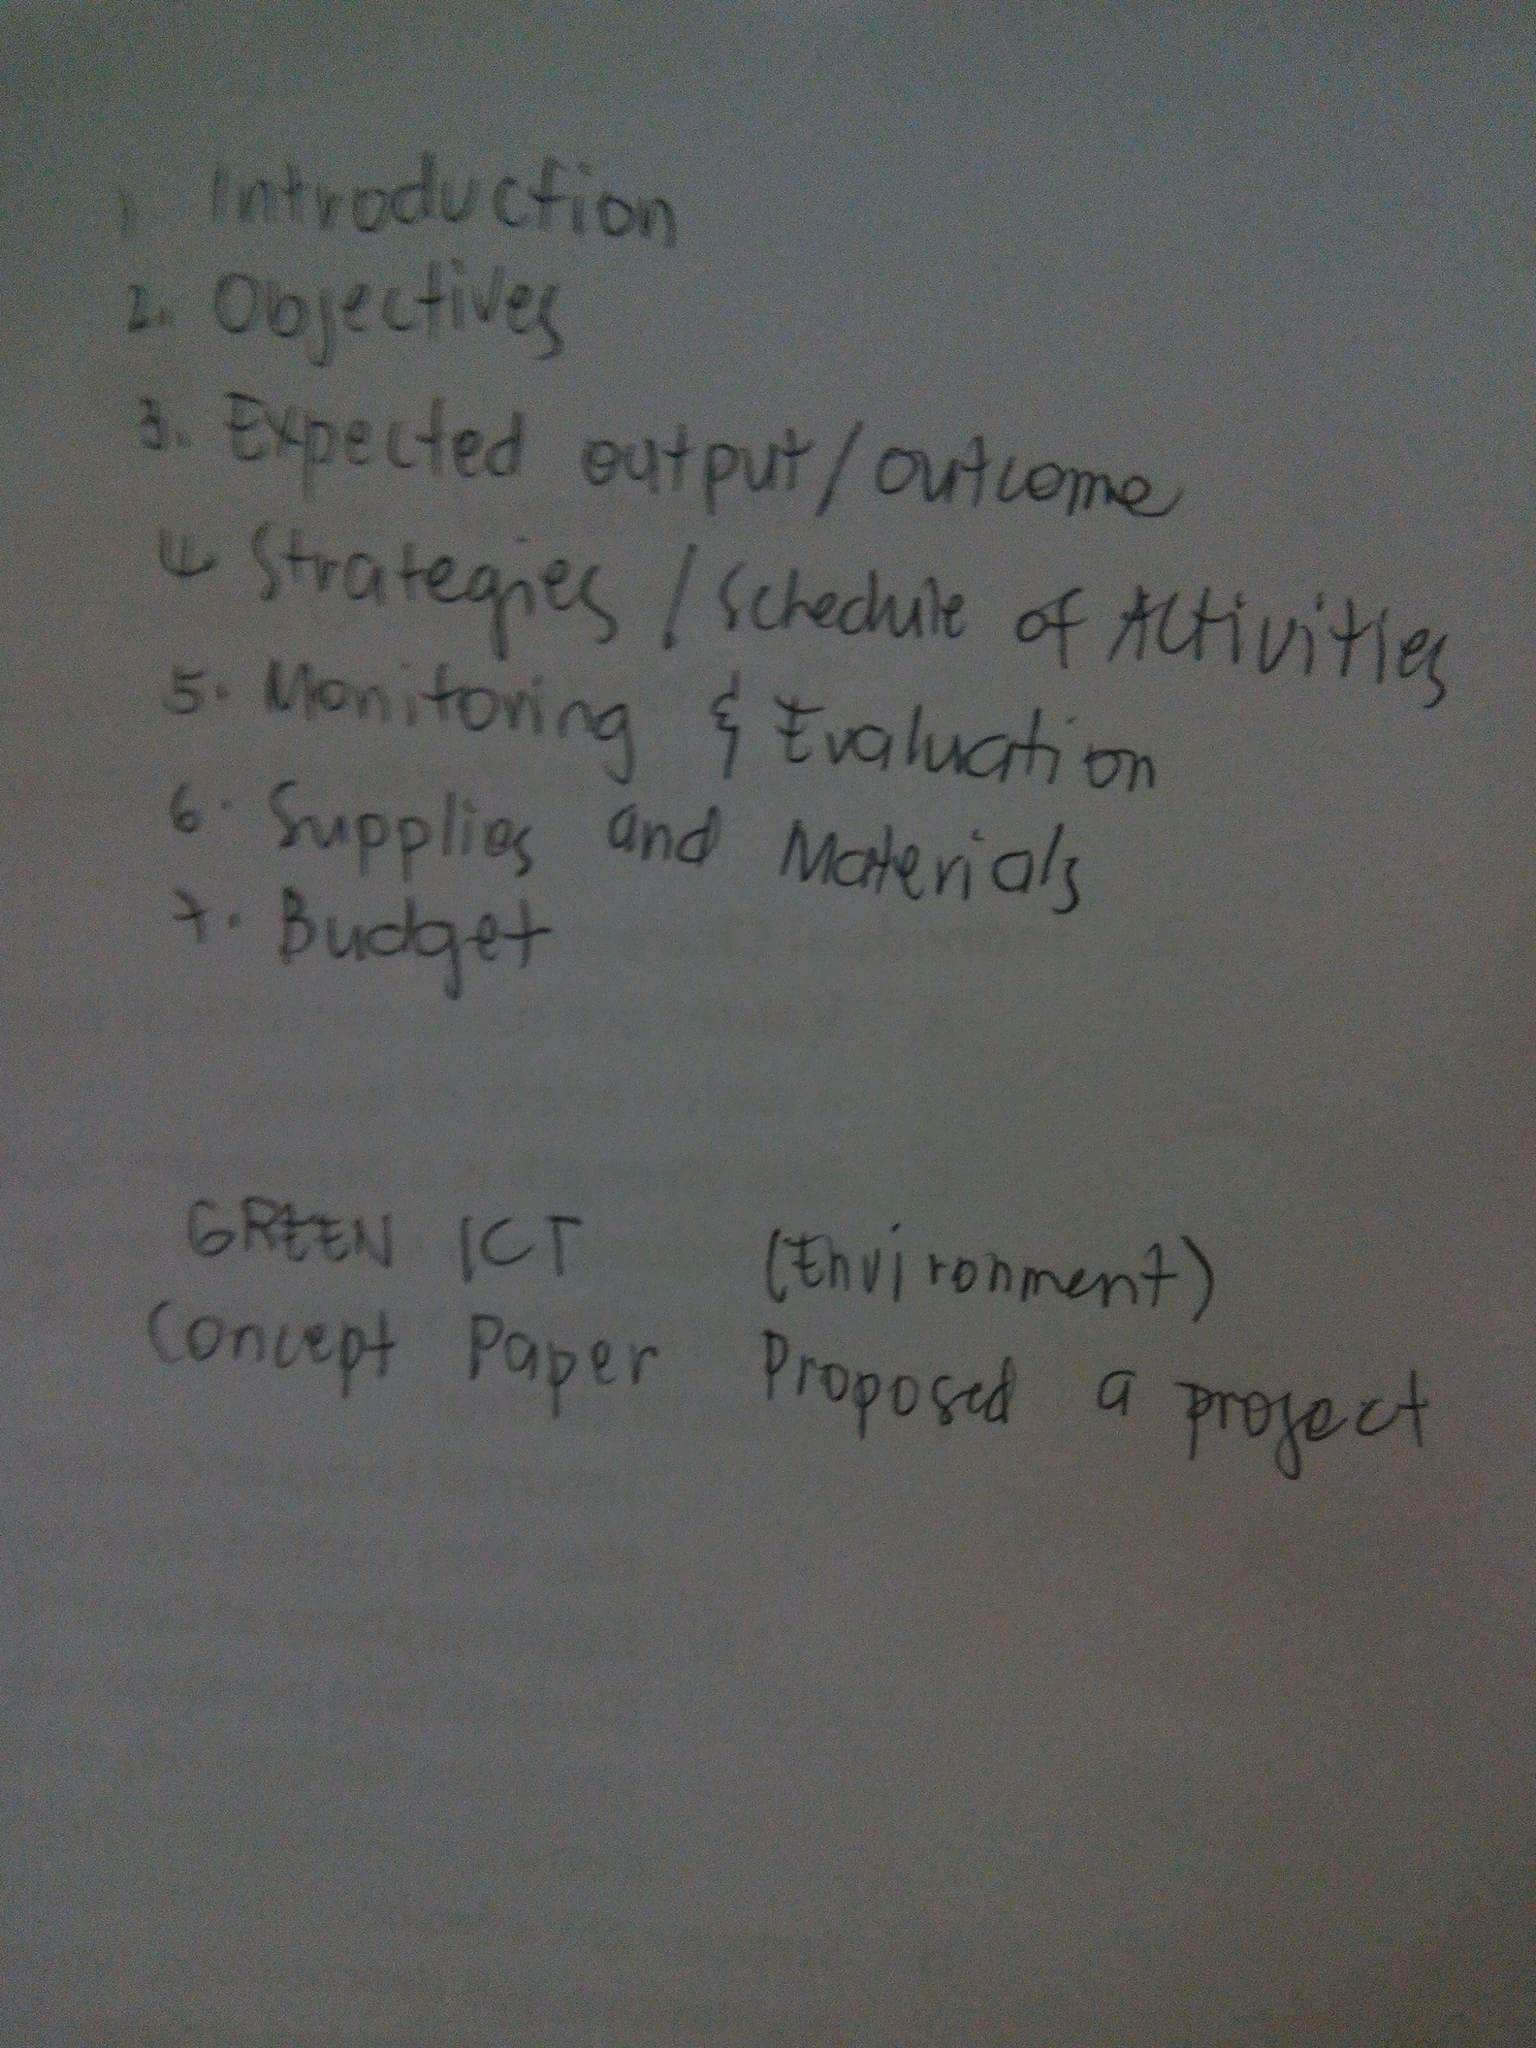 1. Introduction
2. Objectives
3. Expected output/outcome
4 Strategies / Schedule of Activities
5. Monitoring & Evaluation
6. Supplies and Materials
7. Budget
GREEN ICT (Environment)
Concept Paper Proposed a project